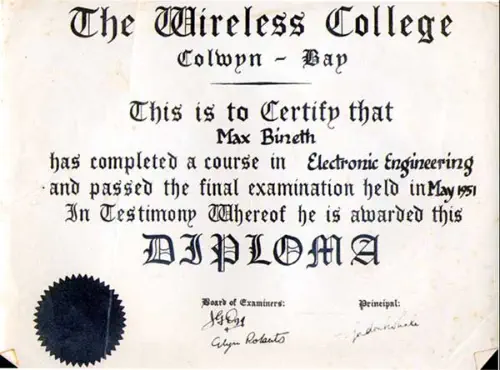 The Wireless College
Colwyn - Bay
This is to Certify that
Max Bineth
has completed a course in Electronic Engineering
and passed the final examination held in May 1951
In Testimony Whereof he is awarded this
DIPLOMA
Board of Examiners: Principal:
Glyn Roberts